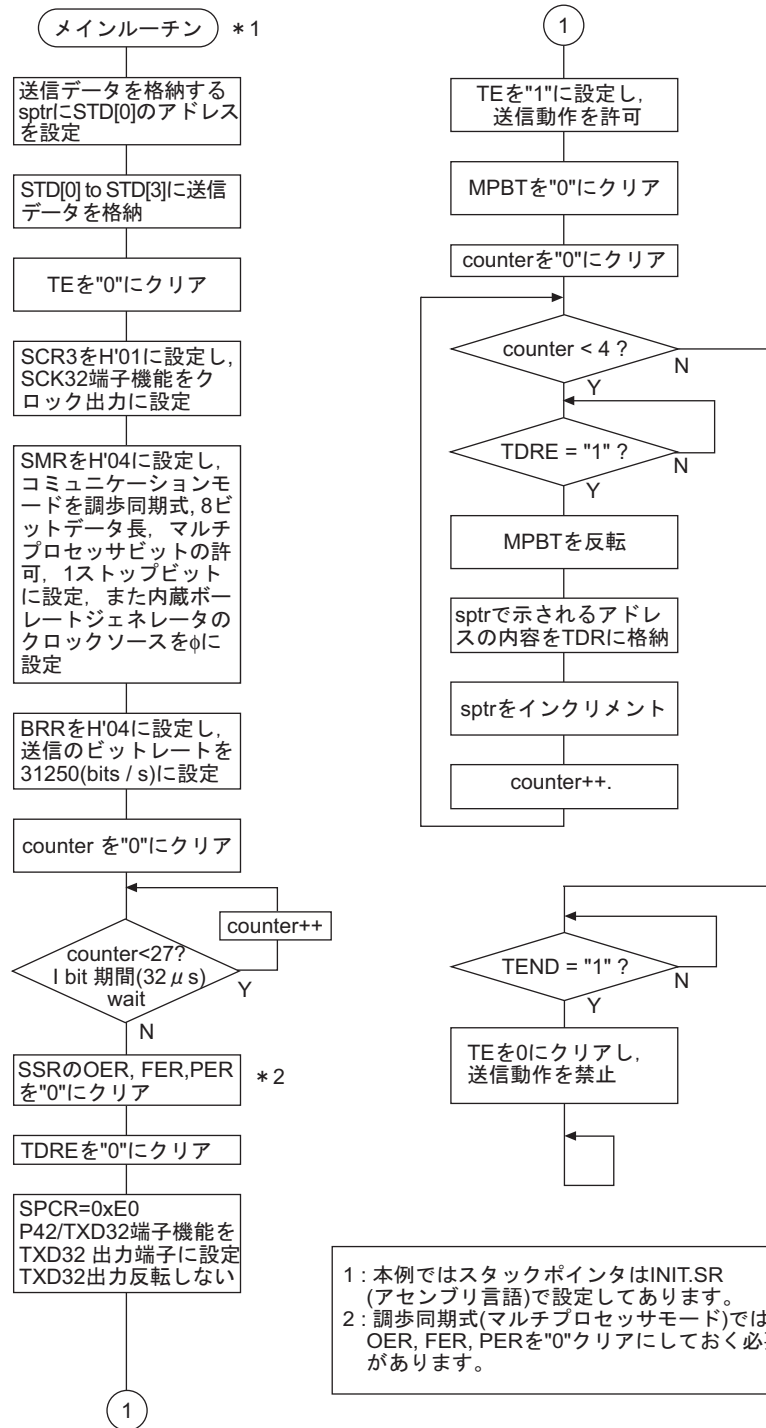 メインルーチン
＊1
送信データを格納する
sptrにSTD[0]のアドレス
を設定
STD[0] to STD[3]に送信
データを格納
TEを"0"にクリア
SCR3をH'01に設定し,
SCK32端子機能をク
ロック出力に設定
SMRをH'04に設定し,
コミュニケーションモ
ードを調歩同期式, 8ビ
ットデータ長, マルチ
プロセッサビットの許
可, 1ストップビット
に設定, また内蔵ボー
レートジェネレータの
クロックソースをφに
設定
BRRをH'04に設定し,
送信のビットレートを
31250(bits / s)に設定
counter を"0"にクリア
counter++
counter<27?
I bit 期間(32μs)
wait
Y
N
SSRのOER, FER,PER
を"0"にクリア
＊2
TDREを"0"にクリア
SPCR=0xE0
P42/TXD32端子機能を
TXD32 出力端子に設定
TXD32出力反転しない
1
1
TEを"1"に設定し,
送信動作を許可
MPBTを"0"にクリア
counterを"0"にクリア
counter < 4 ?
N
Y
TDRE = "1" ?
N
Y
MPBTを反転
sptrで示されるアドレ
スの内容をTDRに格納
sptrをインクリメント
counter++.
TEND = "1" ?
N
Y
TEを0にクリアし,
送信動作を禁止
1 : 本例ではスタックポインタはINIT.SR
(アセンブリ言語)で設定してあります。
2 : 調歩同期式(マルチプロセッサモード)では
OER, FER, PERを"0"クリアにしておく必
があります。